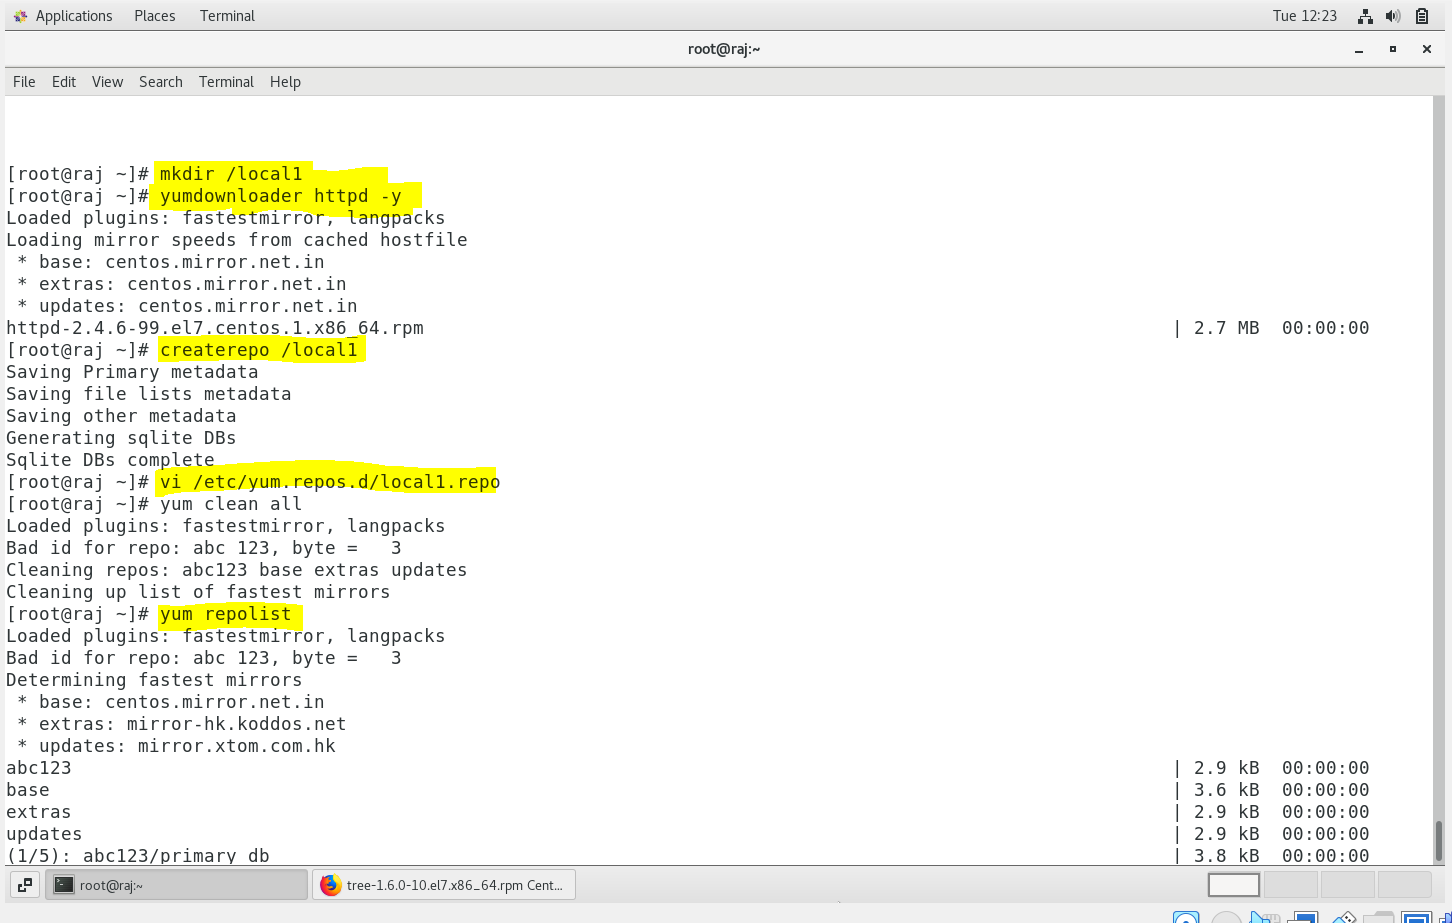 Applications Places Terminal Tue 12:23
root@raj:~
File Edit View Search Terminal Help
[root@raj ~]# mkdir /local1
[root@raj ~]# yumdownloader httpd -y
Loaded plugins: fastestmirror, langpacks
Loading mirror speeds from cached hostfile
 * base: centos.mirror.net.in
 * extras: centos.mirror.net.in
 * updates: centos.mirror.net.in
httpd-2.4.6-99.el7.centos.1.x86_64.rpm | 2.7 MB 00:00:00
[root@raj ~]# createrepo /local1
Saving Primary metadata
Saving file lists metadata
Saving other metadata
Generating sqlite DBs
Sqlite DBs complete
[root@raj ~]# vi /etc/yum.repos.d/local1.repo
[root@raj ~]# yum clean all
Loaded plugins: fastestmirror, langpacks
Bad id for repo: abc 123, byte =   3
Cleaning repos: abc123 base extras updates
Cleaning up list of fastest mirrors
[root@raj ~]# yum repolist
Loaded plugins: fastestmirror, langpacks
Bad id for repo: abc 123, byte =   3
Determining fastest mirrors
 * base: centos.mirror.net.in
 * extras: mirror-hk.koddos.net
 * updates: mirror.xtom.com.hk
abc123 | 2.9 kB 00:00:00
base | 3.6 kB 00:00:00
extras | 2.9 kB 00:00:00
updates | 2.9 kB 00:00:00
(1/5): abc123/primary_db | 3.8 kB 00:00:00
root@raj:~ tree-1.6.0-10.el7.x86_64.rpm Cent...